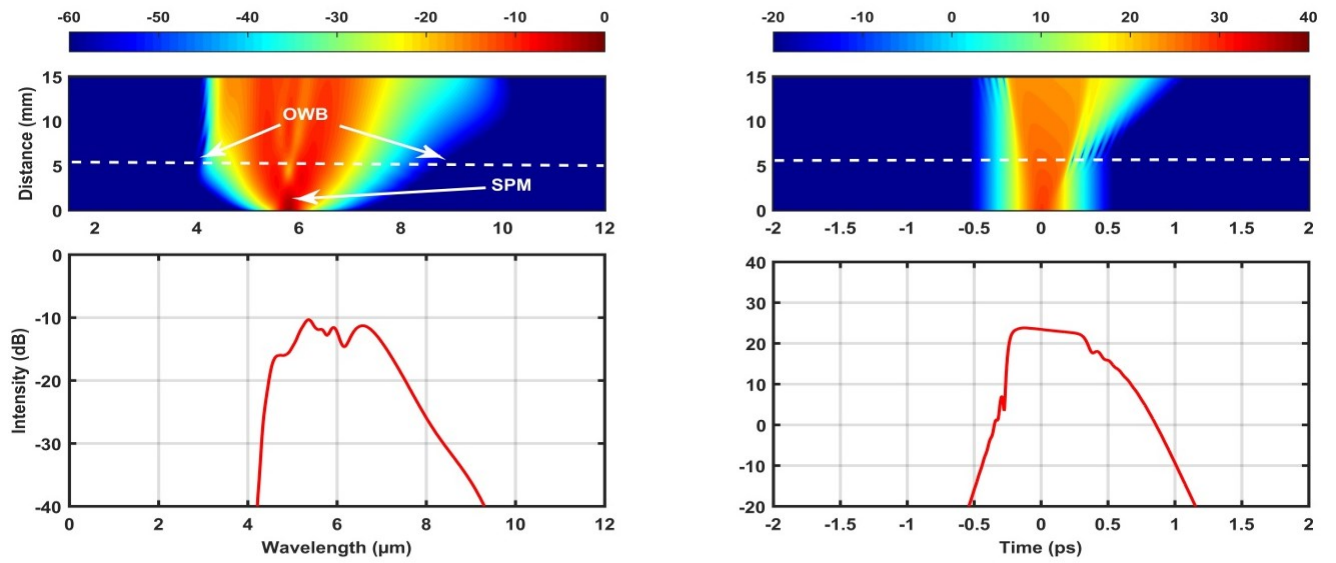 -60 -50 -40 -30 -20 -10 0
-20 -10 0 10 20 30 40
Distance (mm)
15
10
5
0
OWB
SPM
2 4 6 8 10 12
15
10
5
0
-2 -1.5 -1 -0.5 0 0.5 1 1.5 2
Intensity (dB)
0
-10
-20
-30
-40
0 2 4 6 8 10 12
Wavelength (μm)
40
30
20
10
0
-10
-20
-2 -1.5 -1 -0.5 0 0.5 1 1.5 2
Time (ps)